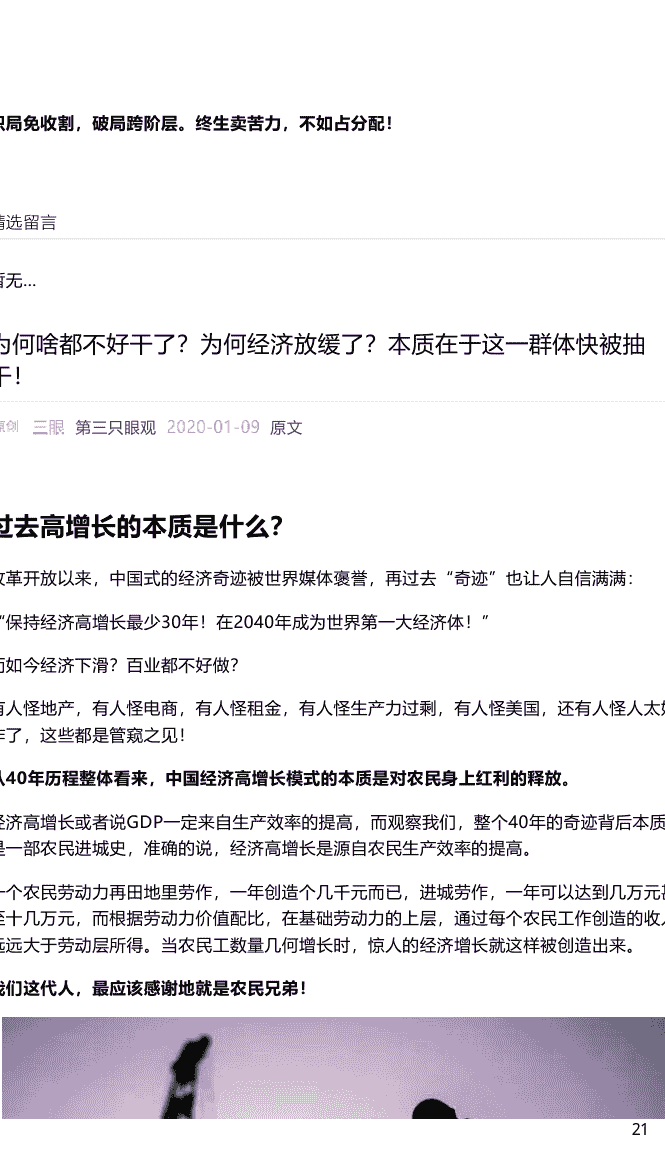 局免收割，破局跨阶层。终生卖苦力，不如占分配！
选留言
无...
何啥都不好干了？为何经济放缓了？本质在于这一群体快被抽
干！
原创 三眼 第三只眼观 2020-01-09 原文
过去高增长的本质是什么？
革开放以来，中国式的经济奇迹被世界媒体褒誉，再过去“奇迹”也让人自信满满：
“保持经济高增长最少30年！在2040年成为世界第一大经济体！”
而如今经济下滑？百业都不好做？
有人怪地产，有人怪电商，有人怪租金，有人怪生产力过剩，有人怪美国，还有人怪人太
作了，这些都是管窥之见！
从40年历程整体看来，中国经济高增长模式的本质是对农民身上红利的释放。
经济高增长或者说GDP一定来自生产效率的提高，而观察我们，整个40年的奇迹背后本质
是一部农民进城史，准确的说，经济高增长是源自农民生产效率的提高。
一个农民劳动力再田地里劳作，一年创造个几千元而已，进城劳作，一年可以达到几万元
至十几万元，而根据劳动力价值配比，在基础劳动力的上层，通过每个农民工作创造的收
远远大于劳动层所得。当农民工数量几何增长时，惊人的经济增长就这样被创造出来。
我们这代人，最应该感谢地就是农民兄弟！
21